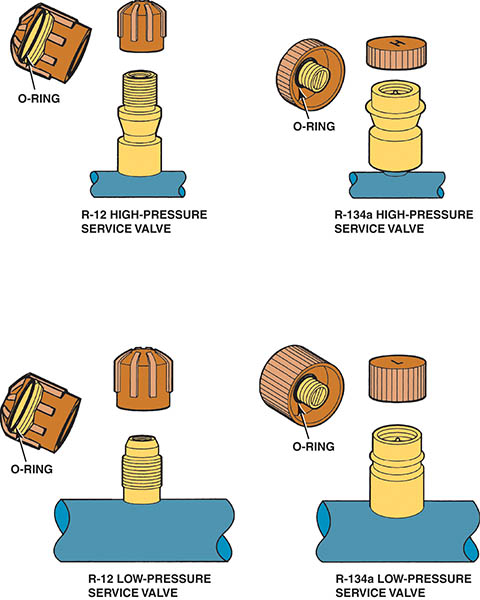 O-RING
H
O-RING
R-12 HIGH-PRESSURE
SERVICE VALVE
R-134a HIGH-PRESSURE
SERVICE VALVE
L
O-RING
O-RING
R-12 LOW-PRESSURE
SERVICE VALVE
R-134a LOW-PRESSURE
SERVICE VALVE